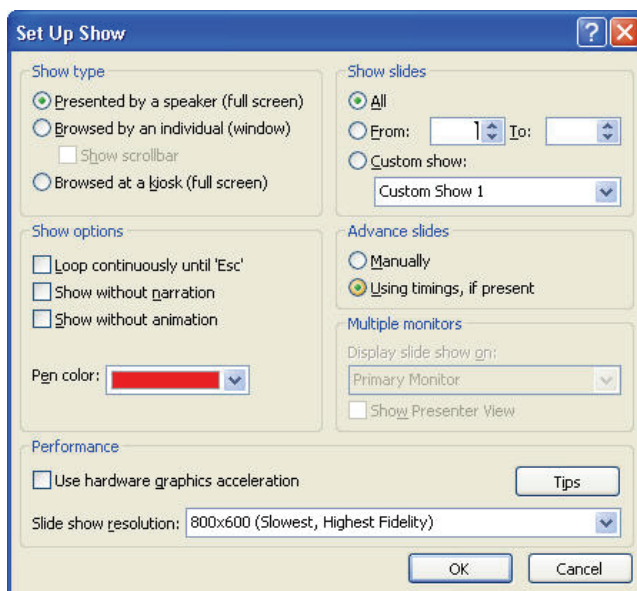 Set Up Show
Show type
Presented by a speaker (full screen)
Browsed by an individual (window)
Show scrollbar
Browsed at a kiosk (full screen)
Show slides
All
From: 1 To:
Custom show:
Custom Show 1
Show options
Loop continuously until 'Esc'
Show without narration
Show without animation
Pen color:
Advance slides
Manually
Using timings, if present
Multiple monitors
Display slide show on:
Primary Monitor
Show Presenter View
Performance
Use hardware graphics acceleration
Tips
Slide show resolution: 800x600 (Slowest, Highest Fidelity)
OK Cancel